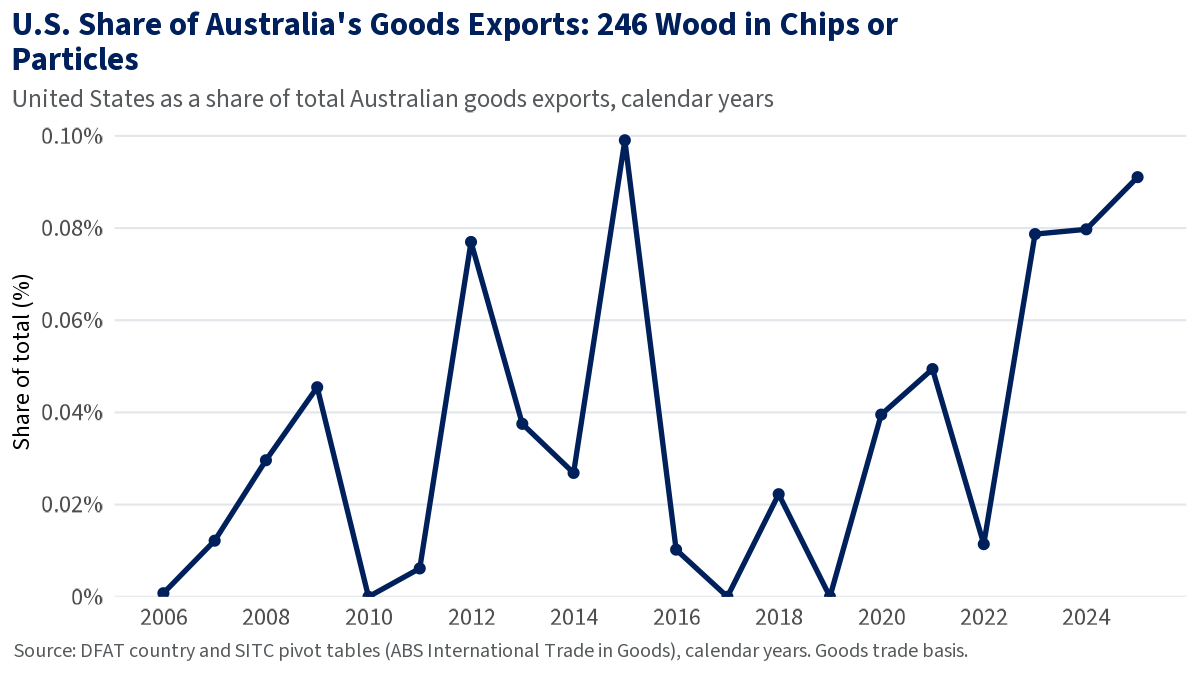 U.S. Share of Australia's Goods Exports: 246 Wood in Chips or
Particles
United States as a share of total Australian goods exports, calendar years
Share of total (%)
0.10%
0.08%
0.06%
0.04%
0.02%
0%
2006 2008 2010 2012 2014 2016 2018 2020 2022 2024
Source: DFAT country and SITC pivot tables (ABS International Trade in Goods), calendar years. Goods trade basis.